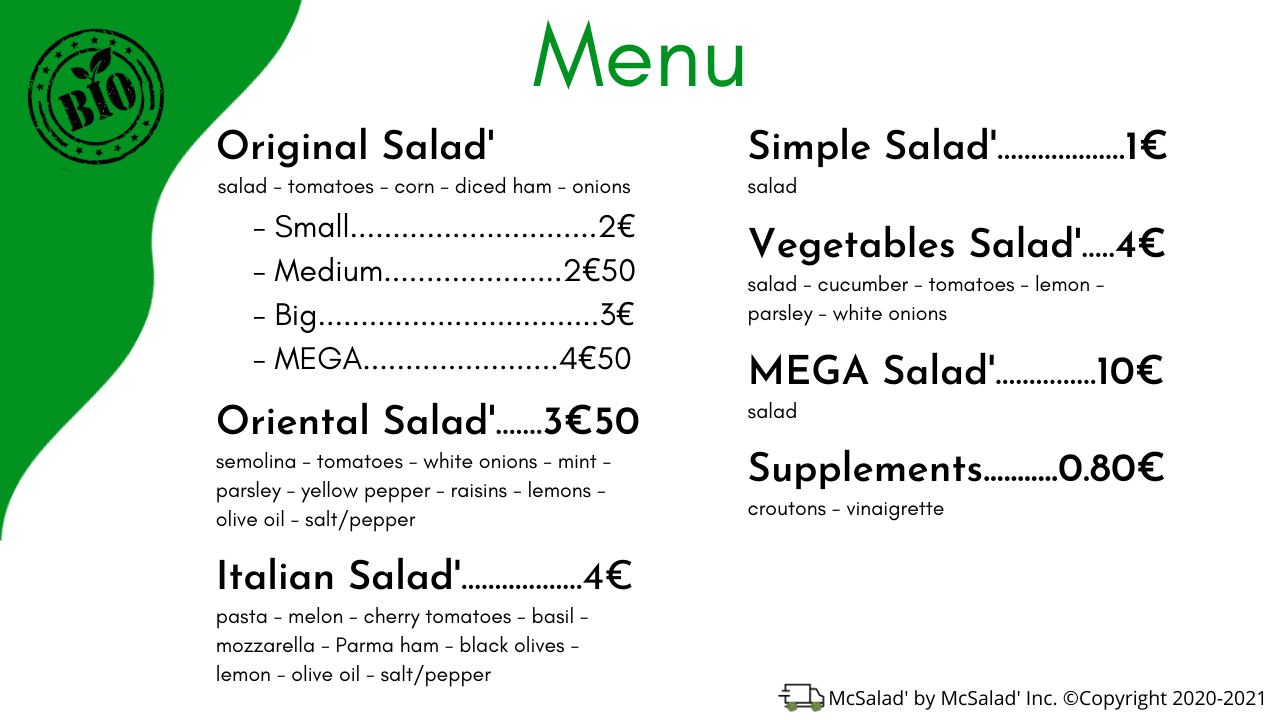 BIO
Menu
Original Salad'
salad - tomatoes - corn - diced ham - onions
- Small.............................2€
- Medium.....................2€50
- Big.................................3€
- MEGA.......................4€50
Oriental Salad'.......3€50
semolina - tomatoes - white onions - mint -
parsley - yellow pepper - raisins - lemons -
olive oil - salt/pepper
Italian Salad'..................4€
pasta - melon - cherry tomatoes - basil -
mozzarella - Parma ham - black olives -
lemon - olive oil - salt/pepper
Simple Salad'...................1€
salad
Vegetables Salad'.....4€
salad - cucumber - tomatoes - lemon -
parsley - white onions
MEGA Salad'...............10€
salad
Supplements...........0.80€
croutons - vinaigrette
McSalad' by McSalad' Inc. ©Copyright 2020-2021